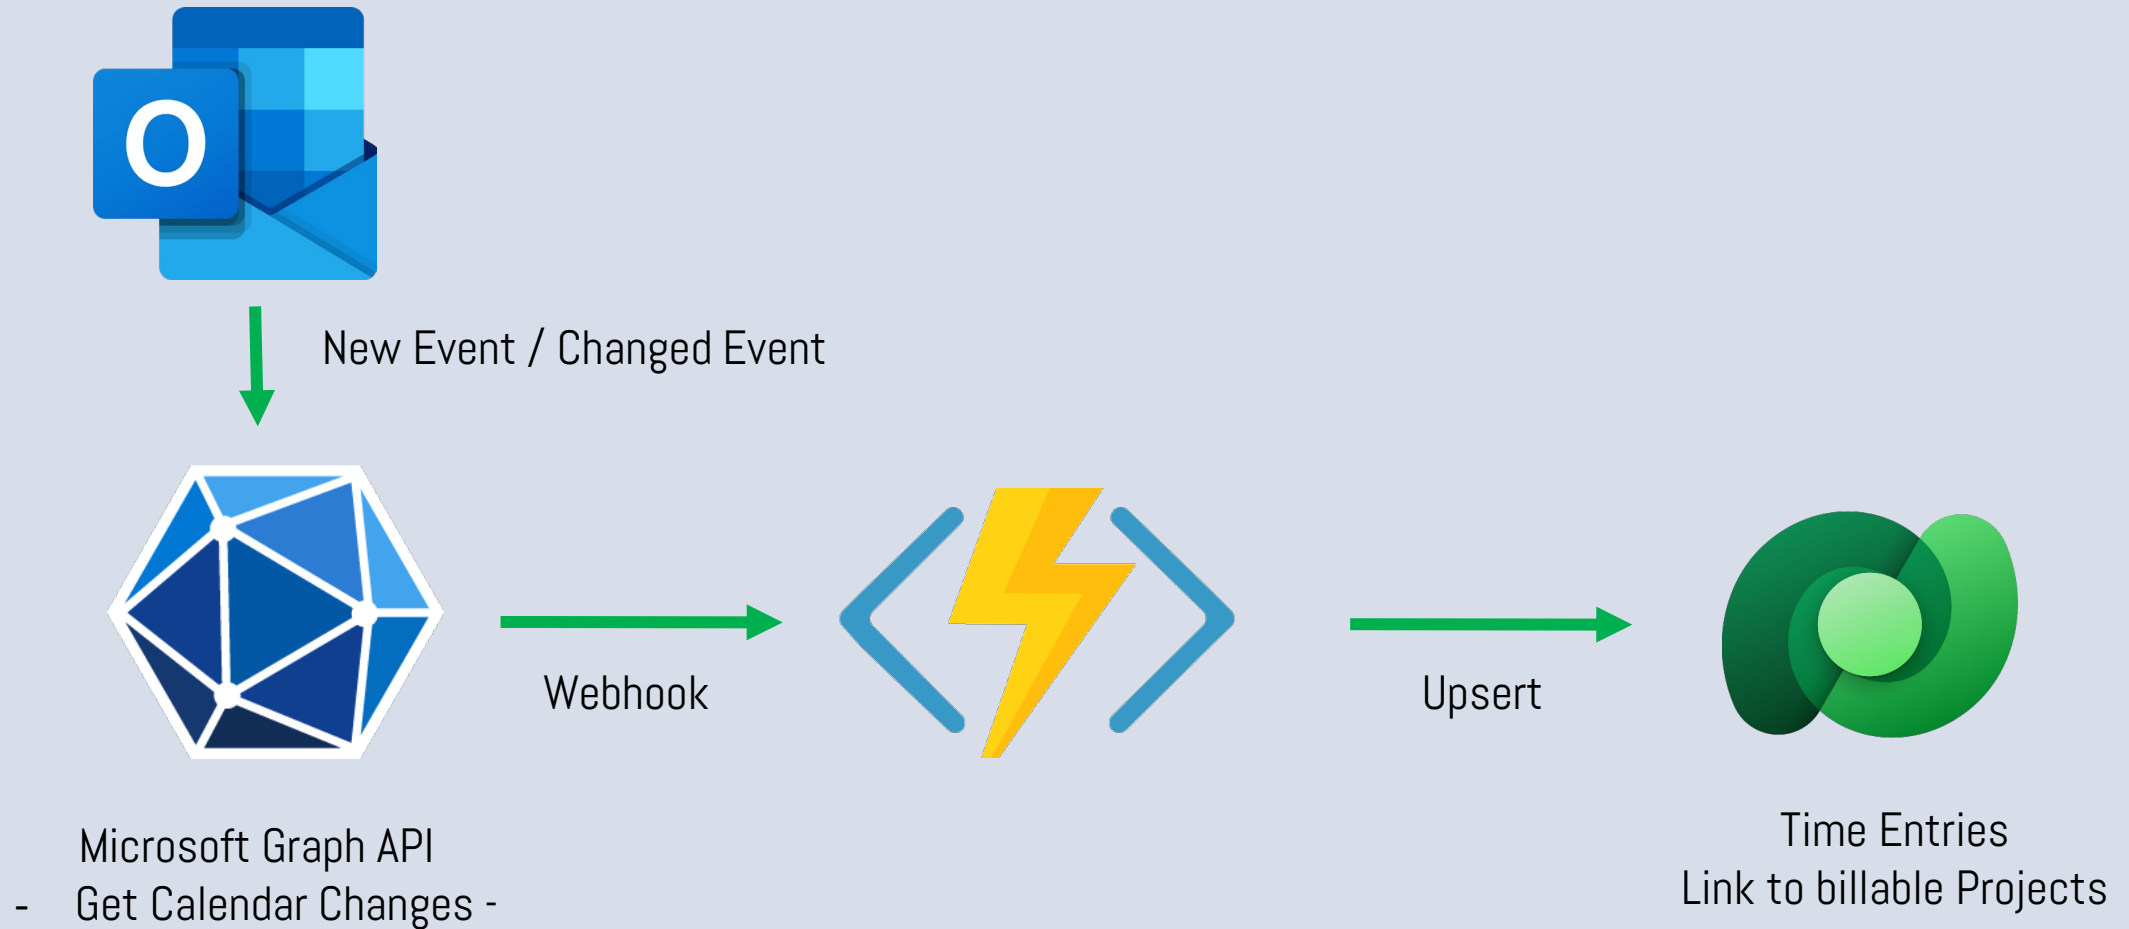 O
New Event / Changed Event
Webhook
Upsert
Microsoft Graph API
- Get Calendar Changes -
Time Entries
Link to billable Projects